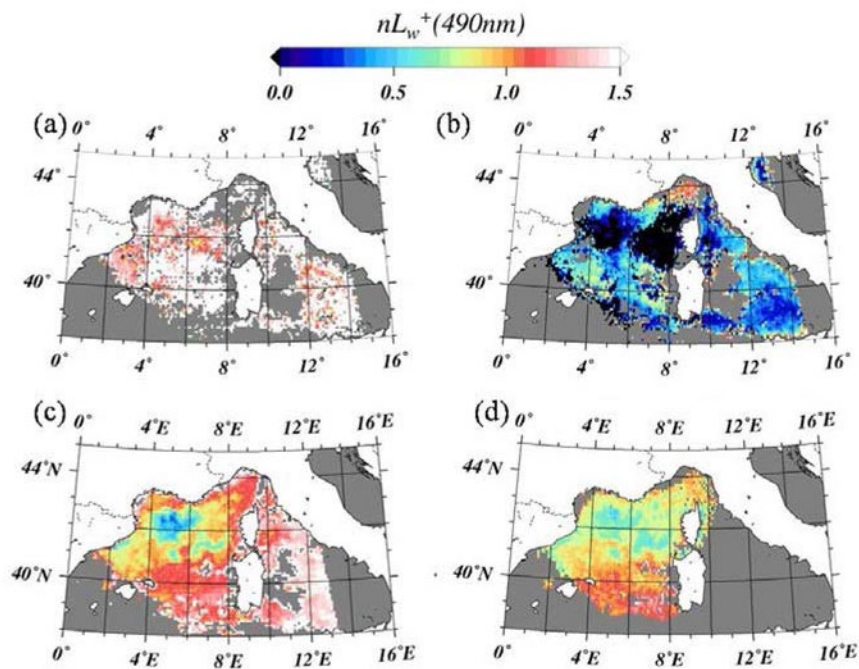 nLw+(490nm)
0.0 0.5 1.0 1.5
(a) 0° 4° 8° 12° 16° (b) 0° 4° 8° 12° 16°
44° 44°
40° 40°
0° 4° 8° 12° 16° 0° 4° 8° 12° 16°
(c) 0° 4°E 8°E 12°E 16°E (d) 0° 4°E 8°E 12°E 16°E
44°N 44°N
40°N 40°N
0° 4°E 8°E 12°E 16°E 0° 4°E 8°E 12°E 16°E